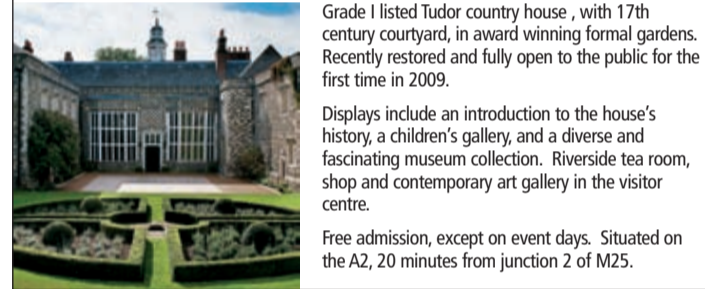 Grade I listed Tudor country house , with 17th
century courtyard, in award winning formal gardens.
Recently restored and fully open to the public for the
first time in 2009.
Displays include an introduction to the house's
history, a children's gallery, and a diverse and
fascinating museum collection.  Riverside tea room,
shop and contemporary art gallery in the visitor
centre.
Free admission, except on event days.  Situated on
the A2, 20 minutes from junction 2 of M25.